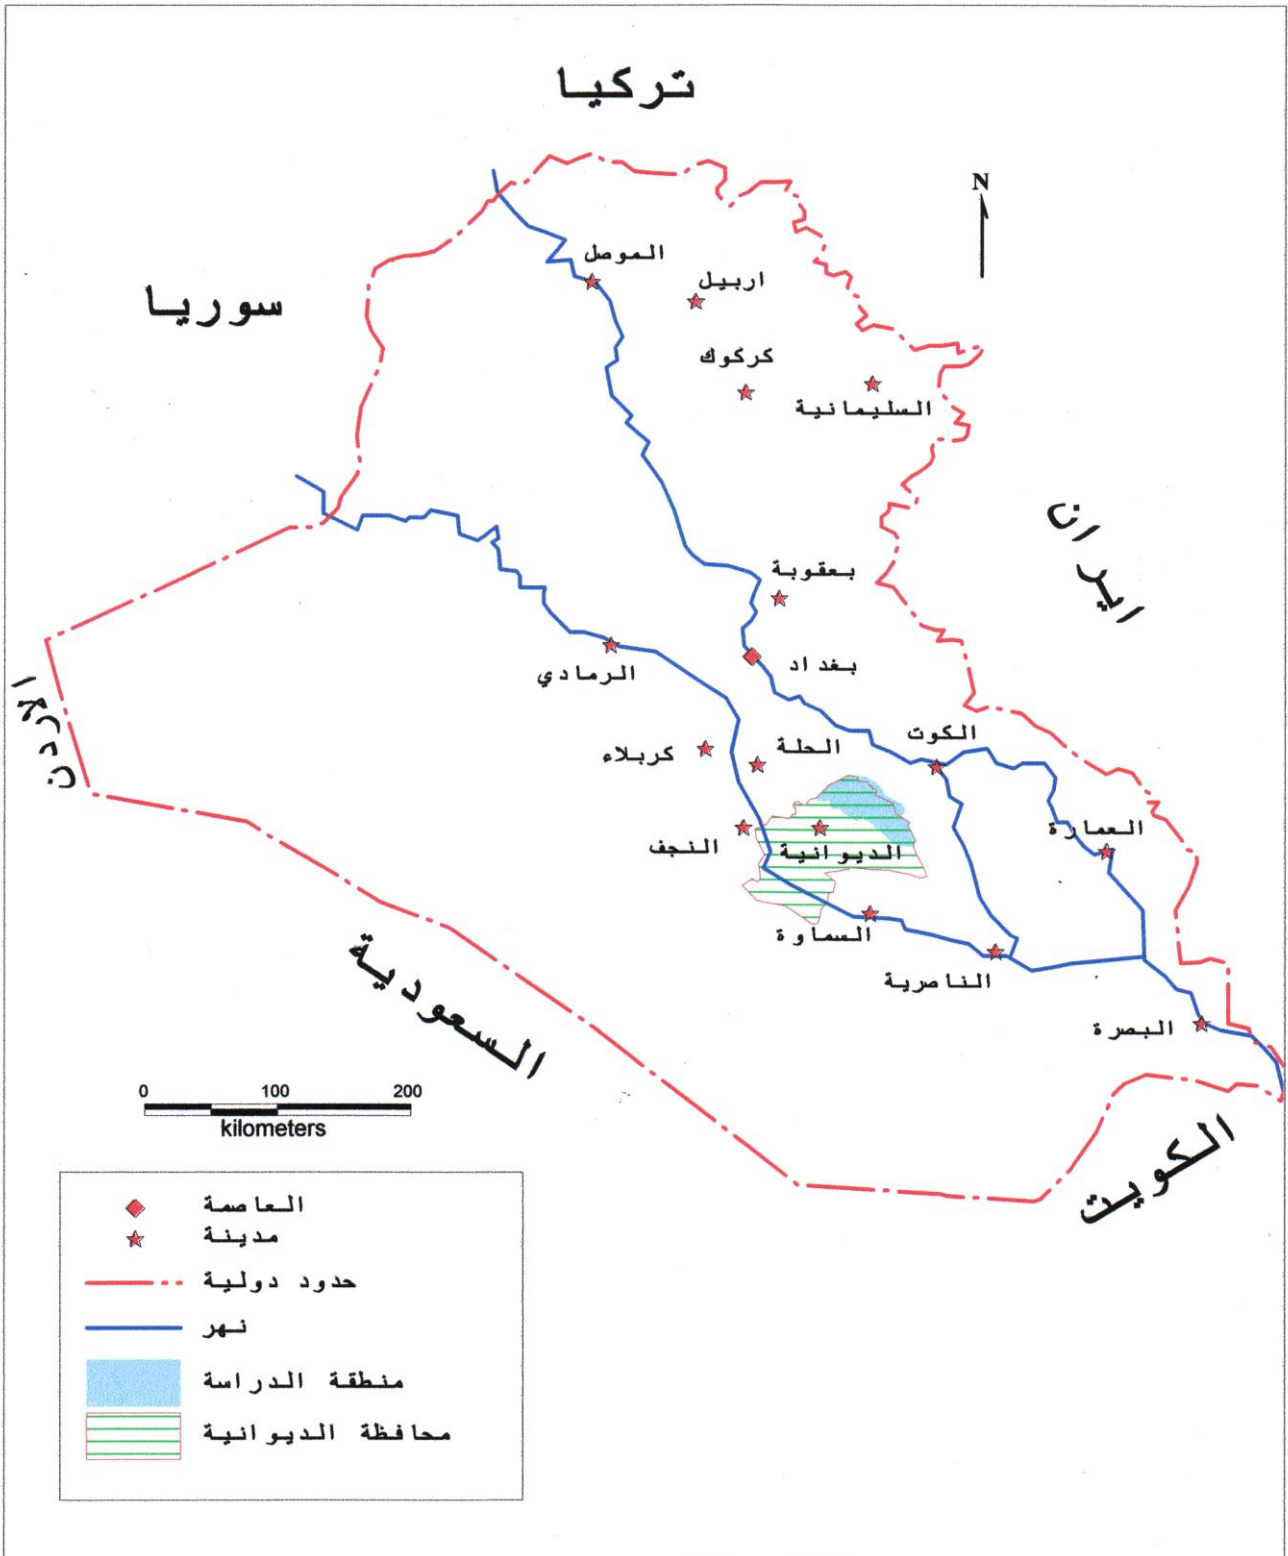 تركيا
N
سوريا
الموصل
اربيل
كركوك
السليمانية
ايران
بعقوبة
بغداد
الرمادي
الاردن
الكوت
الحلة
كربلاء
العمارة
النجف
الديوانية
السماوة
الناصرية
البصرة
السعودية
الكويت
0 100 200
kilometers
العاصمة
مدينة
حدود دولية
نهر
منطقة الدراسة
محافظة الديوانية